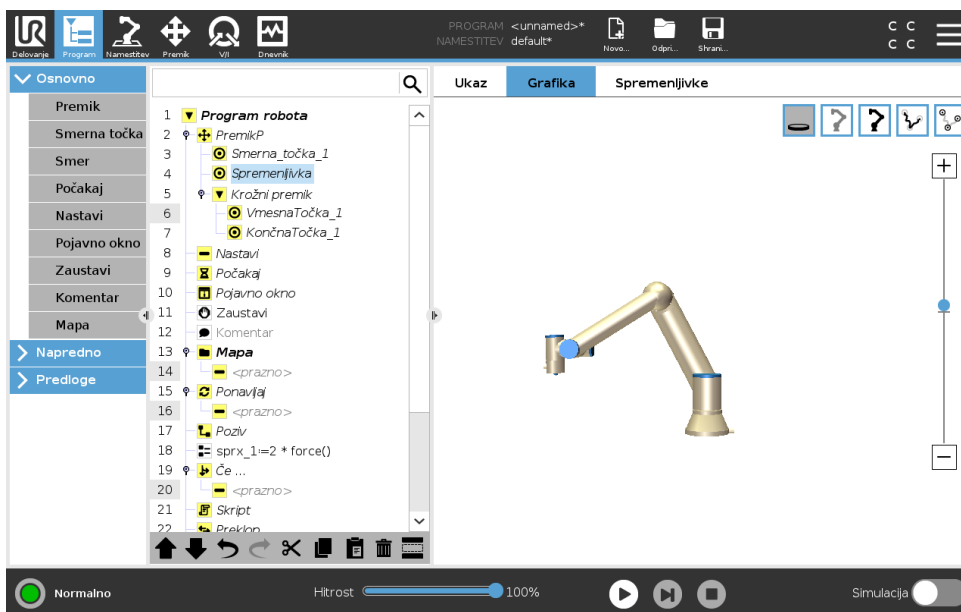 UR
PROGRAM <unnamed>*
NAMESTITEV default*
C C
C C
Delovanje Program Namestitev Premik V/I Dnevnik Novo... Odpri... Shrani...
Osnovno
Premik
Smerna točka
Smer
Počakaj
Nastavi
Pojavno okno
Zaustavi
Komentar
Mapa
Napredno
Predloge
1 Program robota
2 PremikP
3 Smerna_točka_1
4 Spremenljivka
5 Krožni premik
6 VmesnaTočka_1
7 KončnaTočka_1
8 Nastavi
9 Počakaj
10 Pojavno okno
11 Zaustavi
12 Komentar
13 Mapa
14 <prazno>
15 Ponavljaj
16 <prazno>
17 Poziv
18 sprx_1:=2 * force()
19 Če ...
20 <prazno>
21 Skript
22 Preklop
Ukaz Grafika Spremenljivke
Normalno Hitrost 100% Simulacija